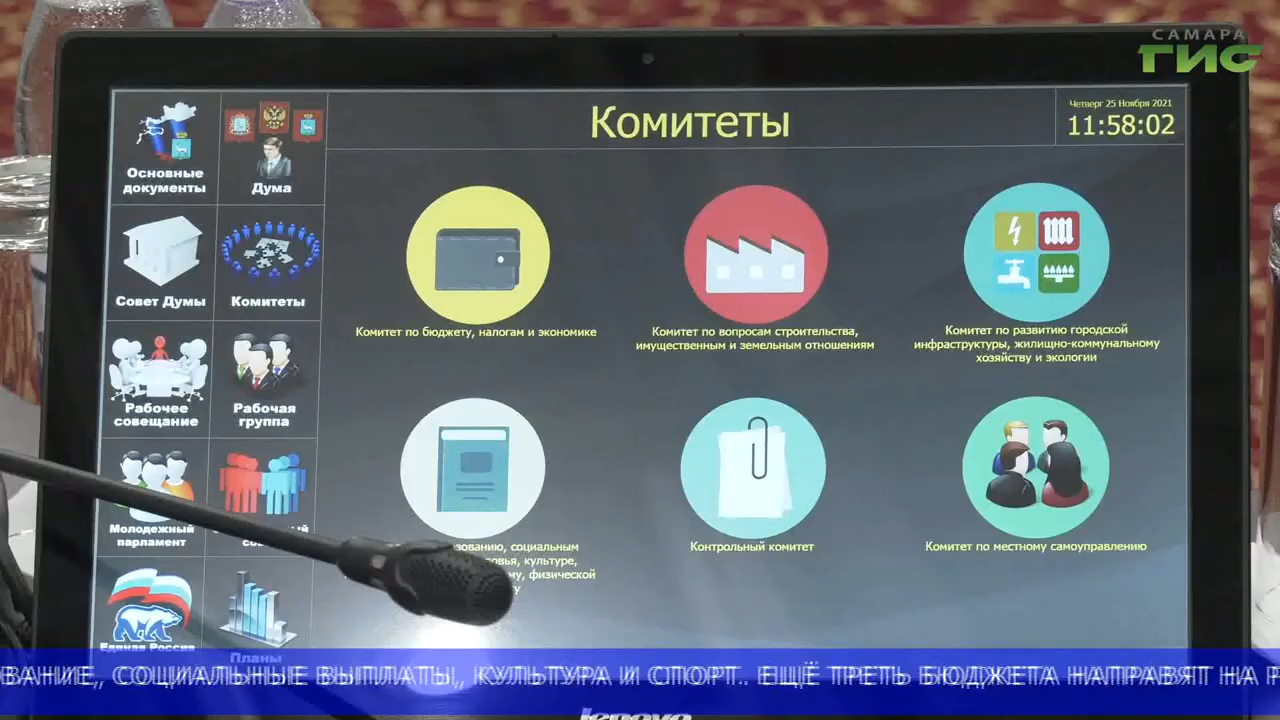 САМАРА
ГИС
Комитеты
Четверг 25 Ноября 2021
11:58:02
Основные
документы
Дума
Совет Думы
Комитеты
Рабочее
совещание
Рабочая
группа
Молодежный
парламент
Единая Россия
Планы
Комитет по бюджету, налогам и экономике
Комитет по вопросам строительства,
имущественным и земельным отношениям
Комитет по развитию городской
инфраструктуры, жилищно-коммунальному
хозяйству и экологии
социальным
культуре,
физической
Контрольный комитет
Комитет по местному самоуправлению
ВАНИЕ, СОЦИАЛЬНЫЕ ВЫПЛАТЫ, КУЛЬТУРА И СПОРТ. ЕЩЁ ТРЕТЬ БЮДЖЕТА НАПРАВЯТ НА Р
lenovo